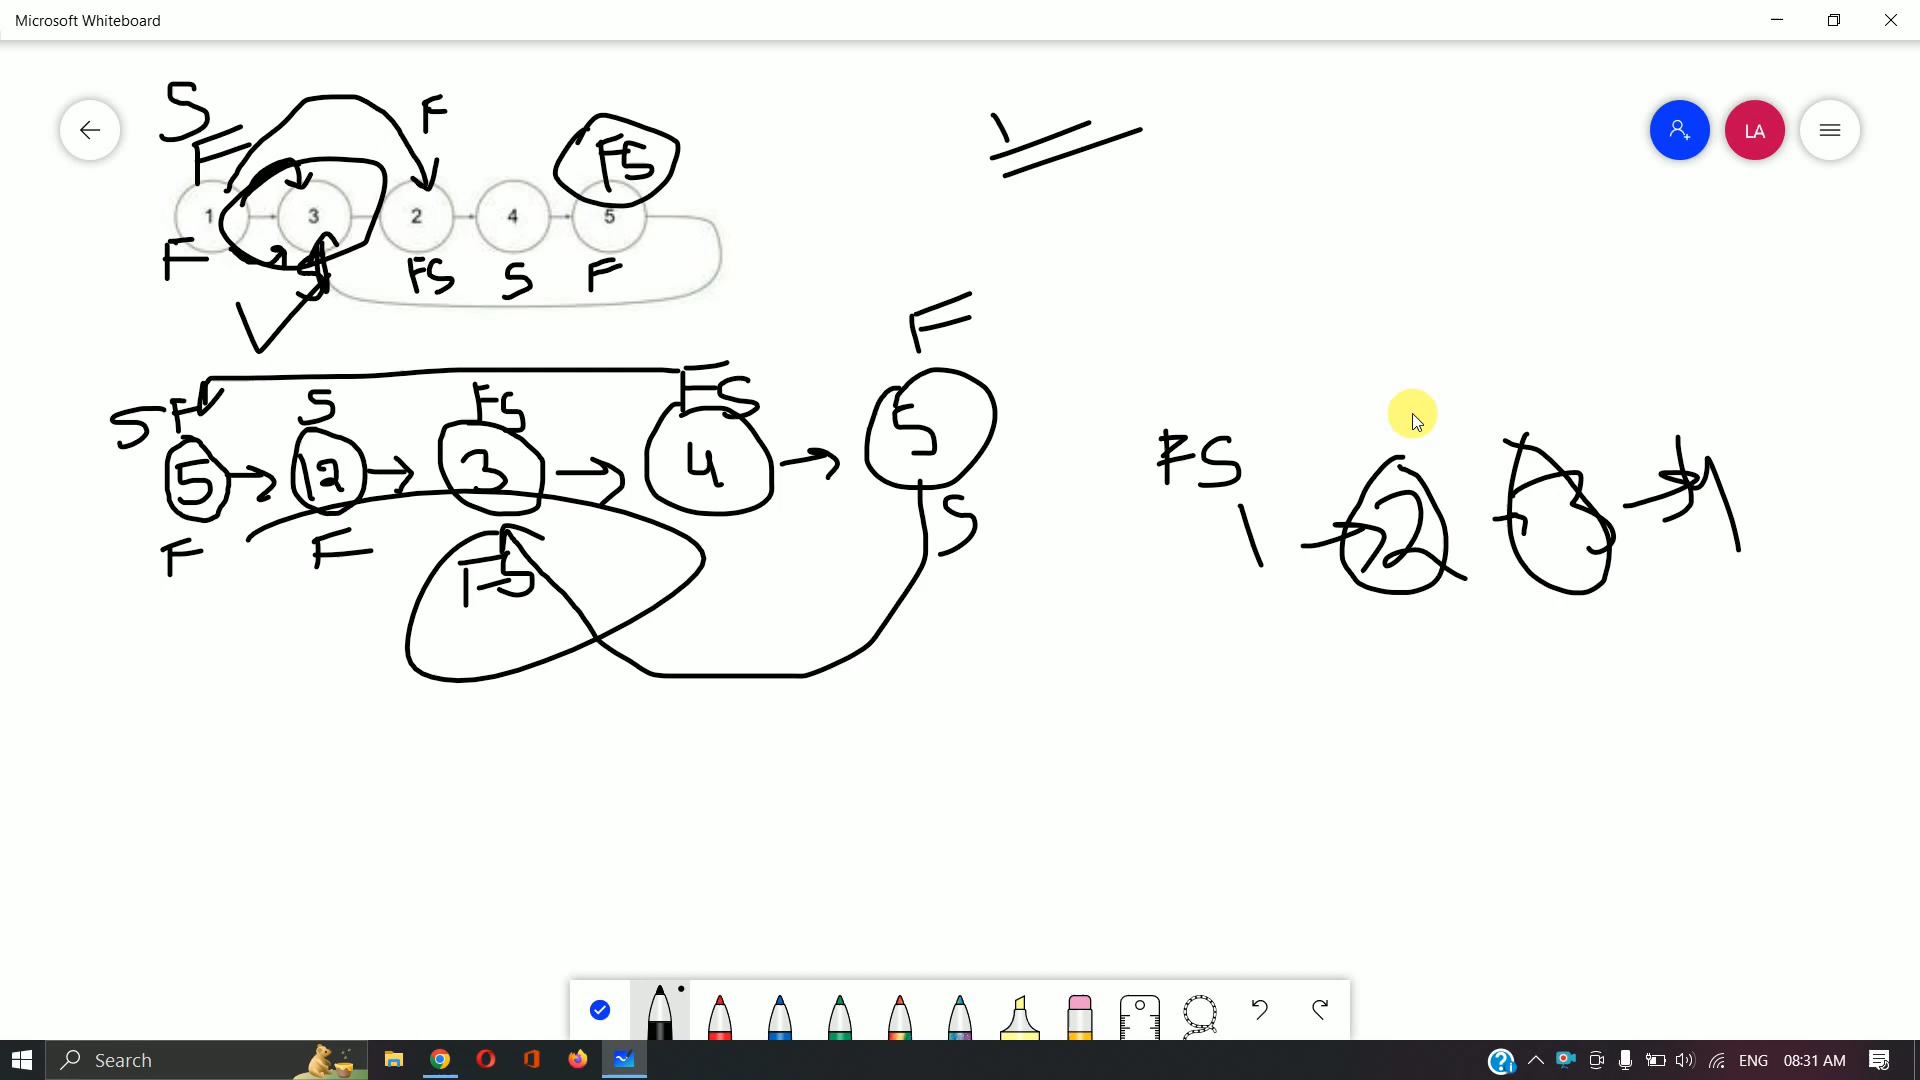 Microsoft Whiteboard
S
F
F
FS
LA
1 3 2 4 5
F FS S F
F
S F S FS FS
5 12 3 4 5
FS
S
F F FS
1 2 3
Search
ENG 08:31 AM